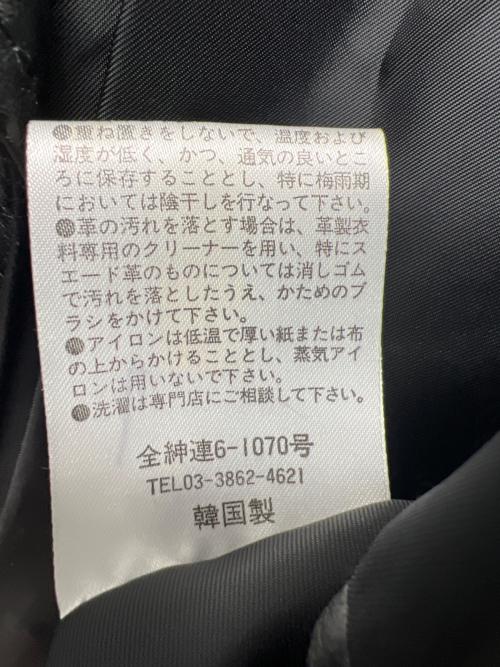 ●重ね置きをしないで、温度および
湿度が低く、かつ、通気の良いとこ
ろに保存することとし、特に梅雨期
においては陰干しを行なって下さい。
●革の汚れを落とす場合は、革製衣
料専用のクリーナーを用い、特にス
エード革のものについては消しゴム
で汚れを落としたうえ、かためのブ
ラシをかけて下さい。
●アイロンは低温で厚い紙または布
の上からかけることとし、蒸気アイ
ロンは用いないで下さい。
●洗濯は専門店にご相談して下さい。
全紳連6-1070号
TEL03-3862-4621
韓国製